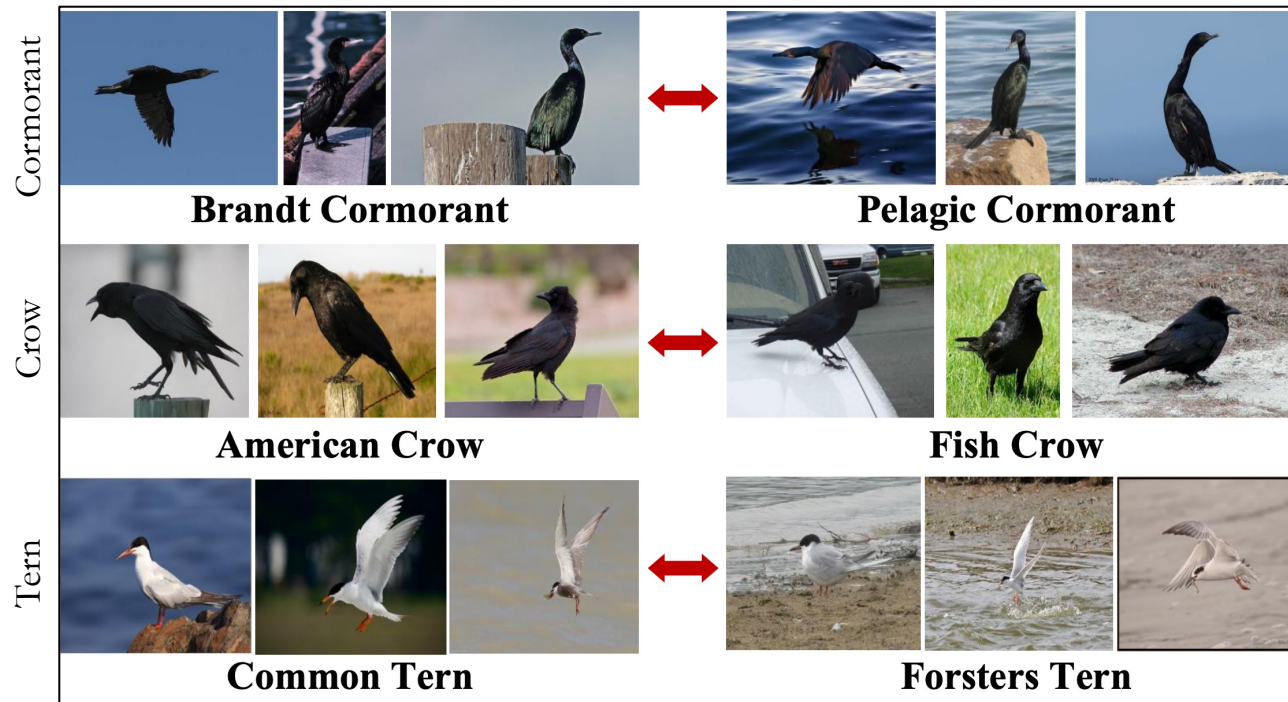 Cormorant
Brandt Cormorant
Pelagic Cormorant
Crow
American Crow
Fish Crow
Tern
Common Tern
Forsters Tern